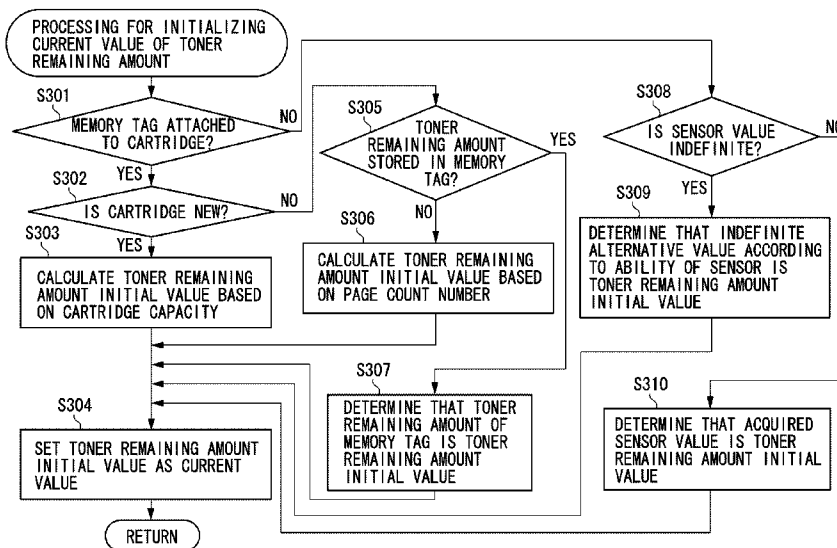 PROCESSING FOR INITIALIZING
CURRENT VALUE OF TONER
REMAINING AMOUNT
S301
MEMORY TAG ATTACHED
TO CARTRIDGE?
NO
YES
S302
IS CARTRIDGE NEW?
NO
YES
S303
CALCULATE TONER REMAINING
AMOUNT INITIAL VALUE BASED
ON CARTRIDGE CAPACITY
S304
SET TONER REMAINING AMOUNT
INITIAL VALUE AS CURRENT
VALUE
RETURN
S305
TONER
REMAINING AMOUNT
STORED IN MEMORY
TAG?
YES
NO
S306
CALCULATE TONER REMAINING
AMOUNT INITIAL VALUE BASED
ON PAGE COUNT NUMBER
S307
DETERMINE THAT TONER
REMAINING AMOUNT OF
MEMORY TAG IS TONER
REMAINING AMOUNT
INITIAL VALUE
S308
IS SENSOR VALUE
INDEFINITE?
NO
YES
S309
DETERMINE THAT INDEFINITE
ALTERNATIVE VALUE ACCORDING
TO ABILITY OF SENSOR IS
TONER REMAINING AMOUNT
INITIAL VALUE
S310
DETERMINE THAT ACQUIRED
SENSOR VALUE IS TONER
REMAINING AMOUNT INITIAL
VALUE